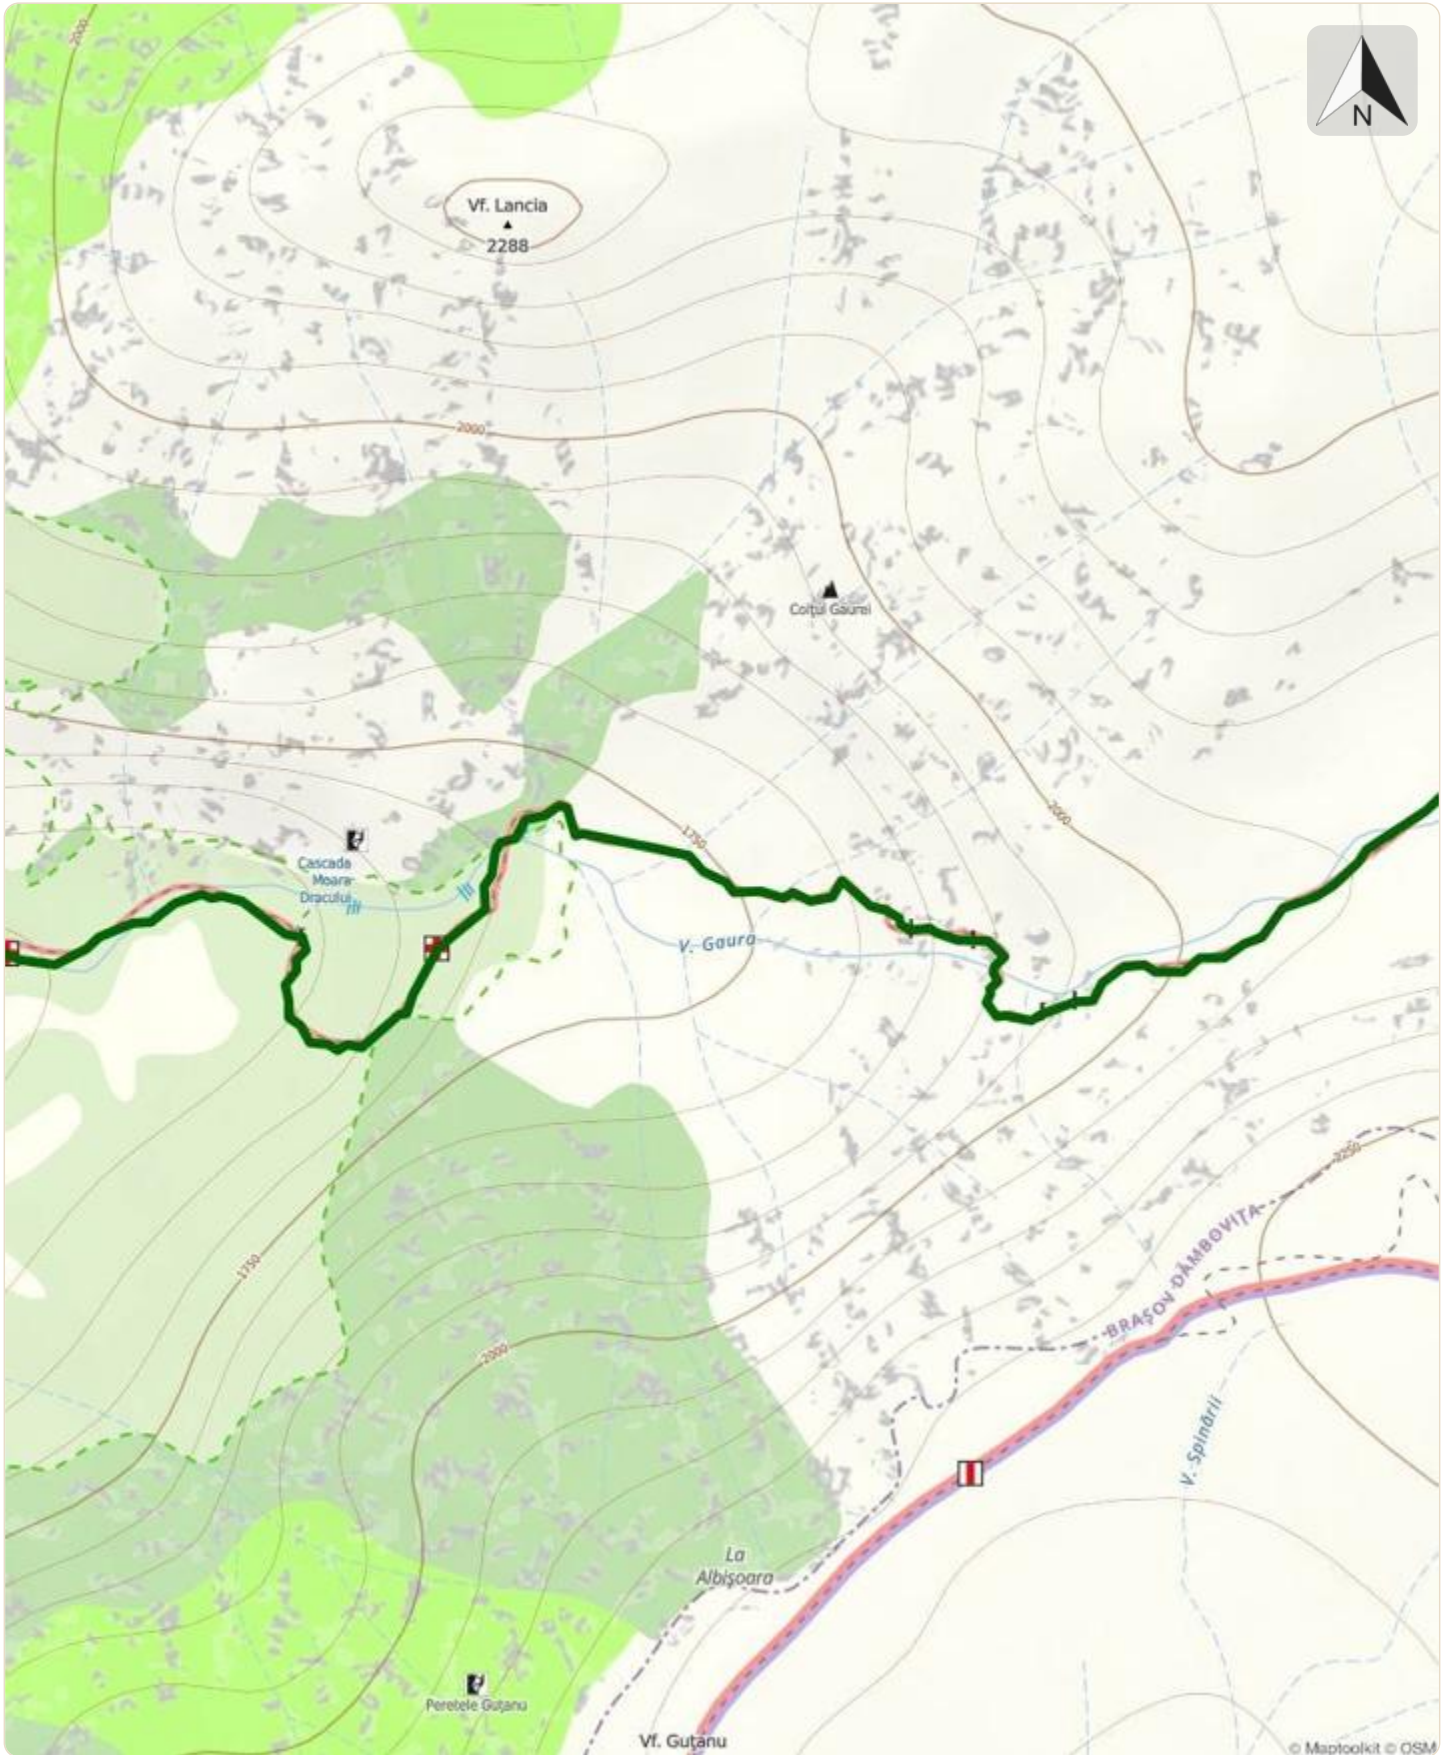 2000
N
Vf. Lancia
2288
2000
Colțul Gaurei
2000
1750
Cascada
Moara
Dracului
V. Gaura
2250
BRAȘOV
DÂMBOVIȚA
1750
2000
V. Spinării
La
Albișoara
Peretele Guțanu
Vf. Guțanu
© Maptoolkit © OSM